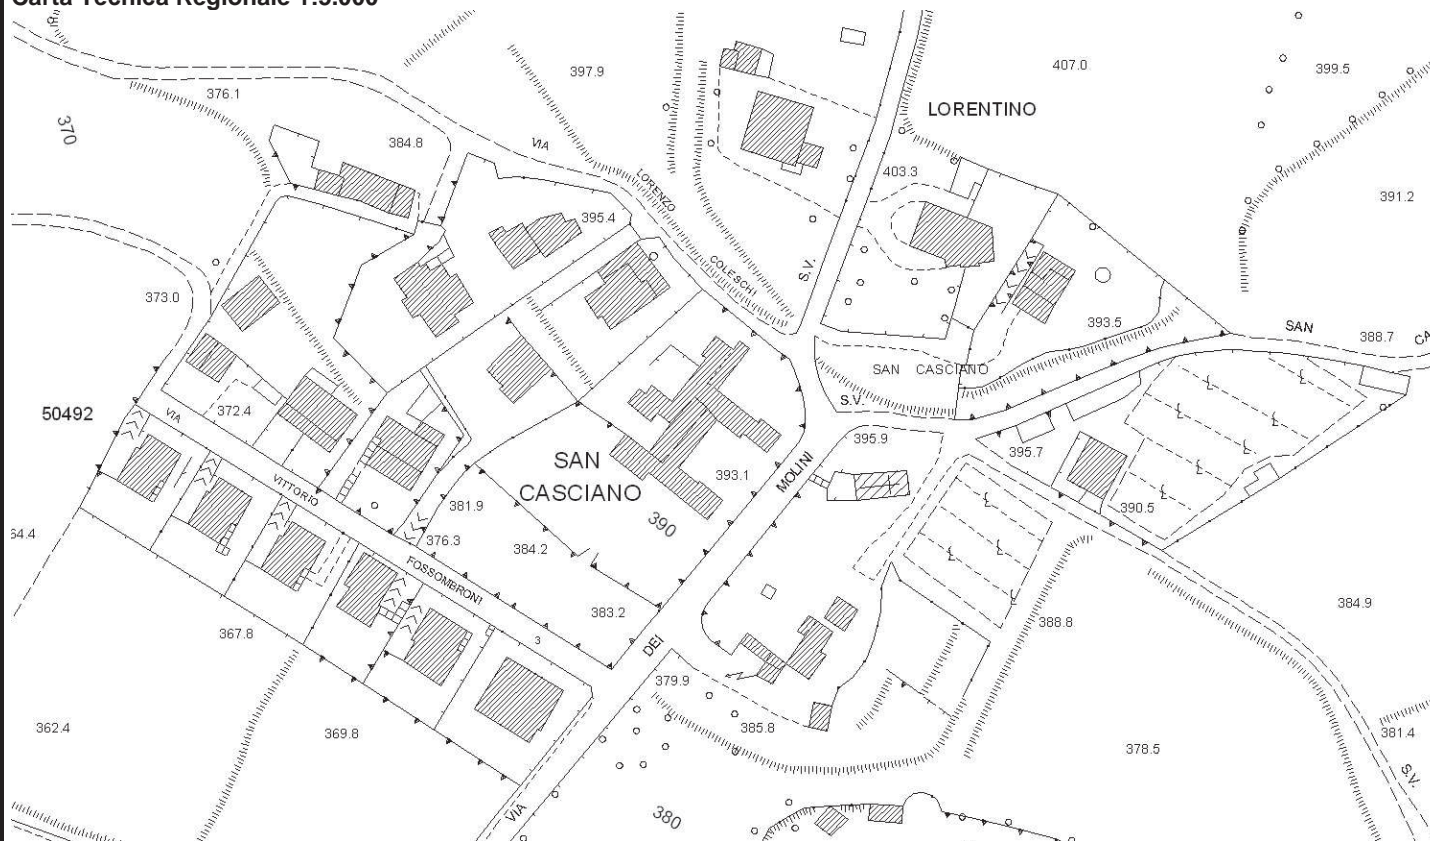 Carta Tecnica Regionale 1:5.000
397.9
407.0
399.5
376.1
LORENTINO
370
384.8
VIA
403.3
391.2
LORENZO
395.4
COLESCHI
S.V.
373.0
393.5
SAN
388.7
SAN CASCIANO
50492
372.4
VIA
S.V.
395.9
395.7
SAN
CASCIANO
393.1
MOLINI
VITTORIO
381.9
390
390.5
64.4
376.3
384.2
FOSSOMBRONI
383.2
384.9
367.8
388.8
3
DEI
379.9
362.4
369.8
385.8
378.5
381.4
S.V.
VIA
380